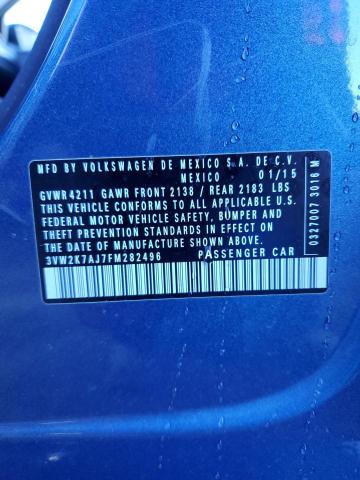 MFD BY VOLKSWAGEN DE MEXICO S.A. DE C.V.
MEXICO 01/15
GVWR 4211 GAWR FRONT 2138 / REAR 2183 LBS
THIS VEHICLE CONFORMS TO ALL APPLICABLE U.S.
FEDERAL MOTOR VEHICLE SAFETY, BUMPER AND
THEFT PREVENTION STANDARDS IN EFFECT ON
THE DATE OF MANUFACTURE SHOWN ABOVE.
3VW2K7AJ7FM282496 PASSENGER CAR
0327007 3016 M